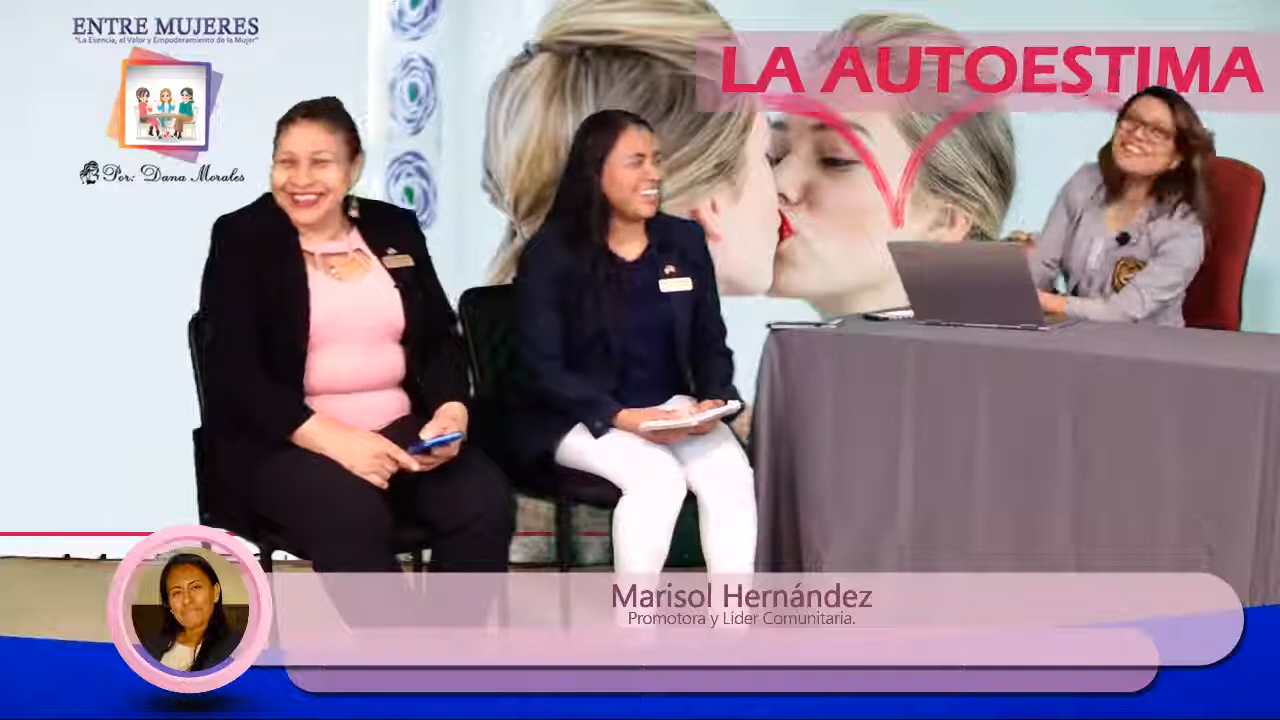 ENTRE MUJERES
"La Esencia, el Valor y Empoderamiento de la Mujer"
Por: Dana Morales
LA AUTOESTIMA
Marisol Hernández
Promotora y Líder Comunitaria.